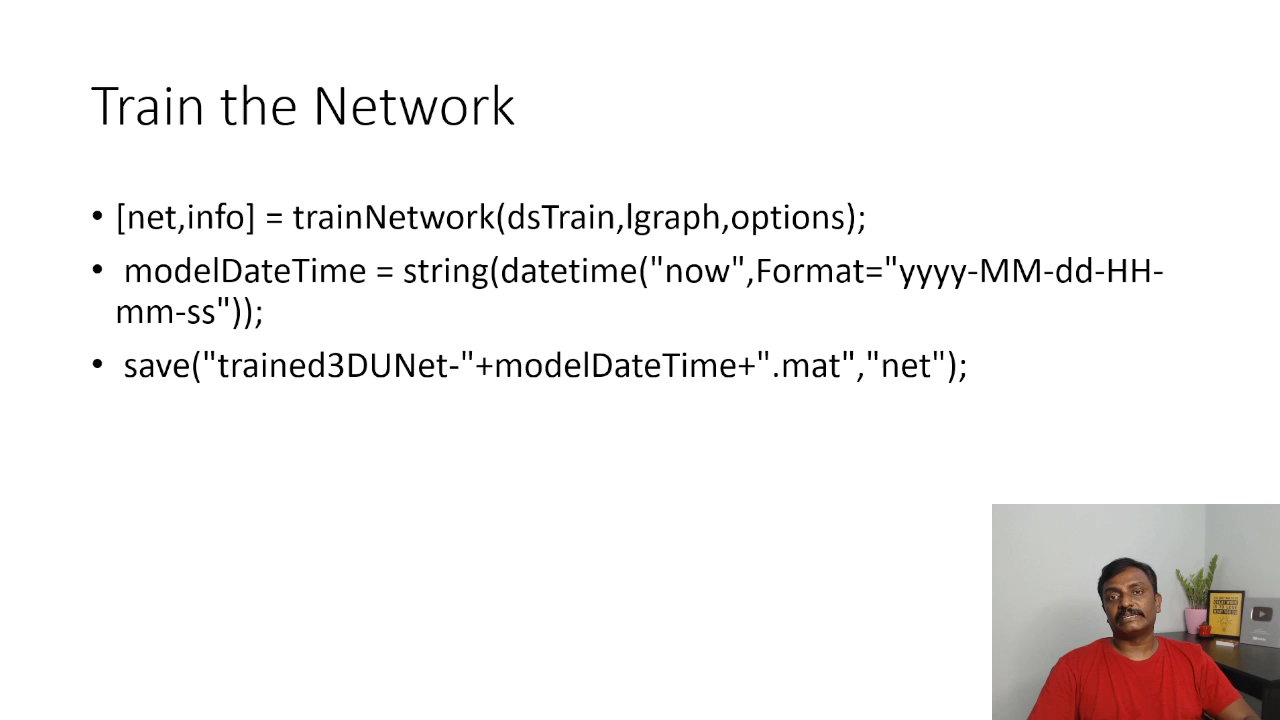 Train the Network
• [net,info] = trainNetwork(dsTrain,lgraph,options);
• modelDateTime = string(datetime("now",Format="yyyy-MM-dd-HH-
mm-ss"));
• save("trained3DUNet-"+modelDateTime+".mat","net");